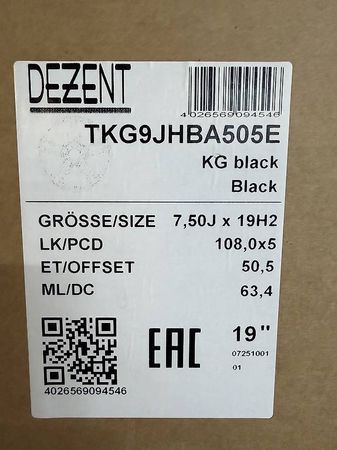 DEZENT
4026569094546
TKG9JHBA505E
KG black
Black
GRÖSSE/SIZE 7,50J x 19H2
LK/PCD 108,0x5
ET/OFFSET 50,5
ML/DC 63,4
EAC 19"
07251001
01
4026569094546